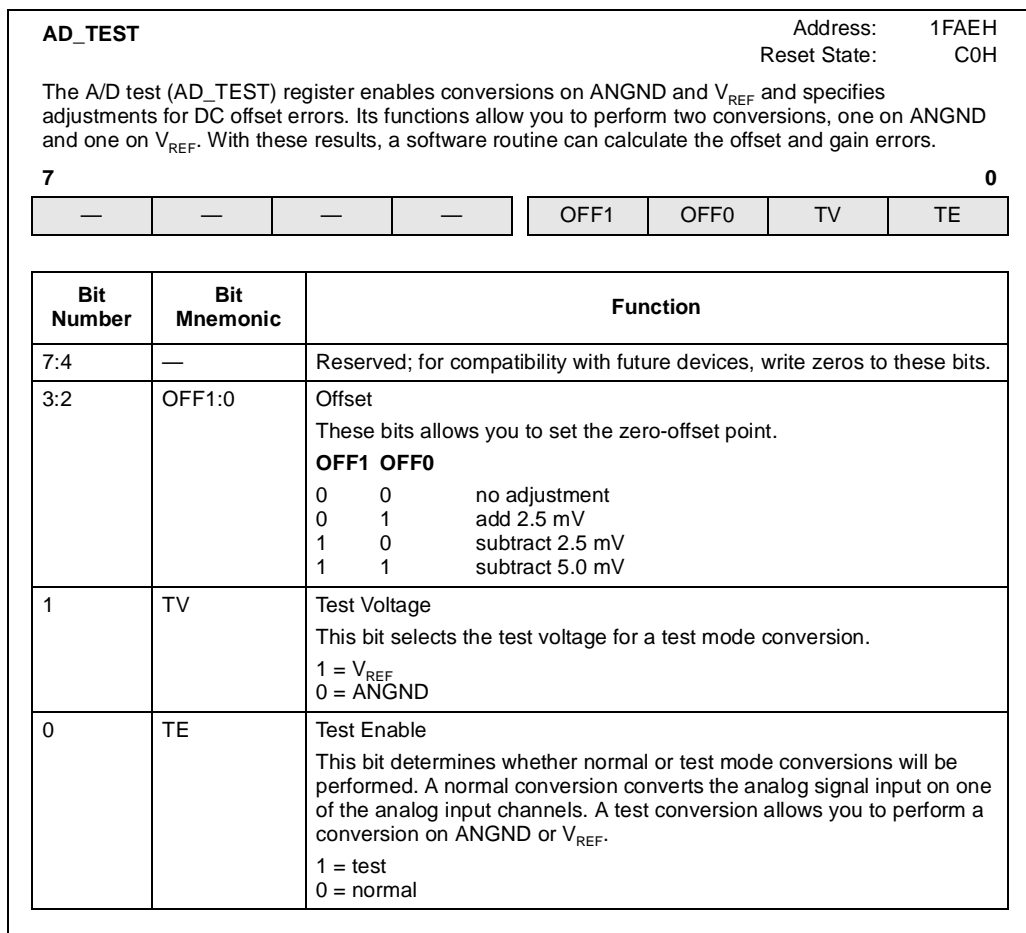 AD_TEST
Address: 1FAEH
Reset State: C0H
The A/D test (AD_TEST) register enables conversions on ANGND and VREF and specifies
adjustments for DC offset errors. Its functions allow you to perform two conversions, one on ANGND
and one on VREF. With these results, a software routine can calculate the offset and gain errors.
7 0
— — — — OFF1 OFF0 TV TE
Bit Number Bit Mnemonic Function
7:4 — Reserved; for compatibility with future devices, write zeros to these bits.
3:2 OFF1:0 Offset
These bits allows you to set the zero-offset point.
OFF1 OFF0
0 0 no adjustment
0 1 add 2.5 mV
1 0 subtract 2.5 mV
1 1 subtract 5.0 mV
1 TV Test Voltage
This bit selects the test voltage for a test mode conversion.
1 = VREF
0 = ANGND
0 TE Test Enable
This bit determines whether normal or test mode conversions will be
performed. A normal conversion converts the analog signal input on one
of the analog input channels. A test conversion allows you to perform a
conversion on ANGND or VREF.
1 = test
0 = normal